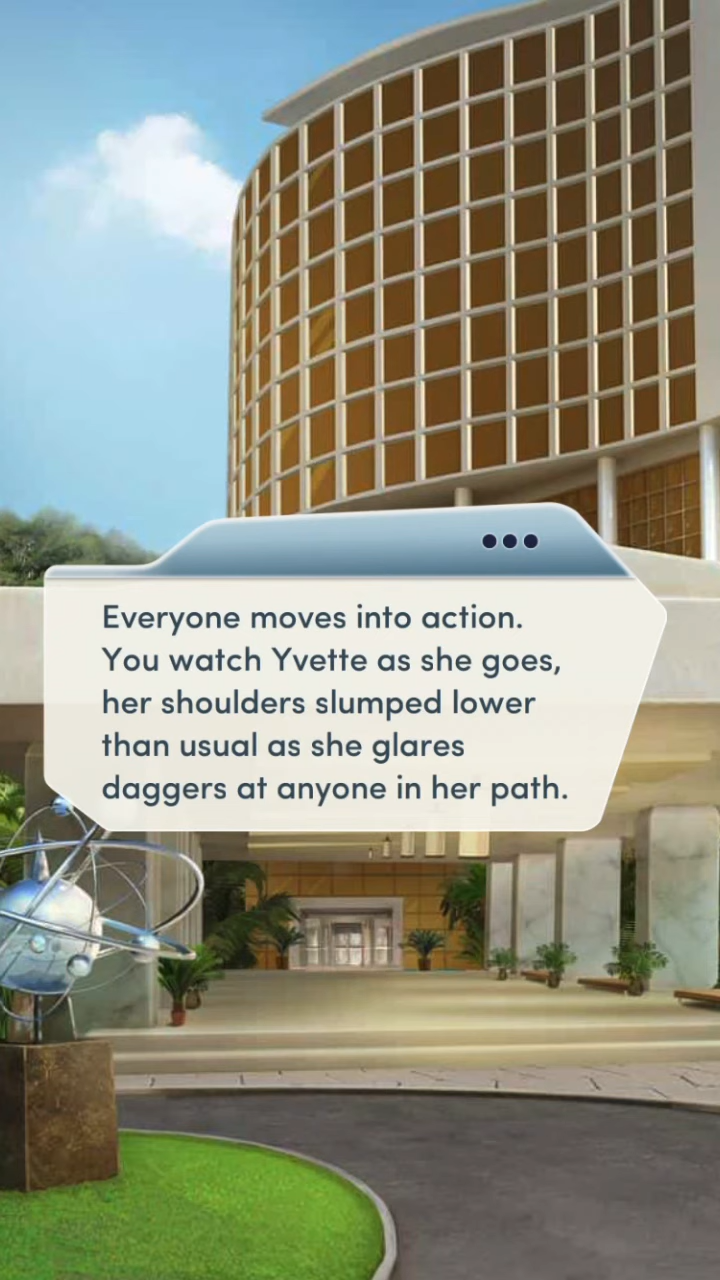 Everyone moves into action.
You watch Yvette as she goes,
her shoulders slumped lower
than usual as she glares
daggers at anyone in her path.